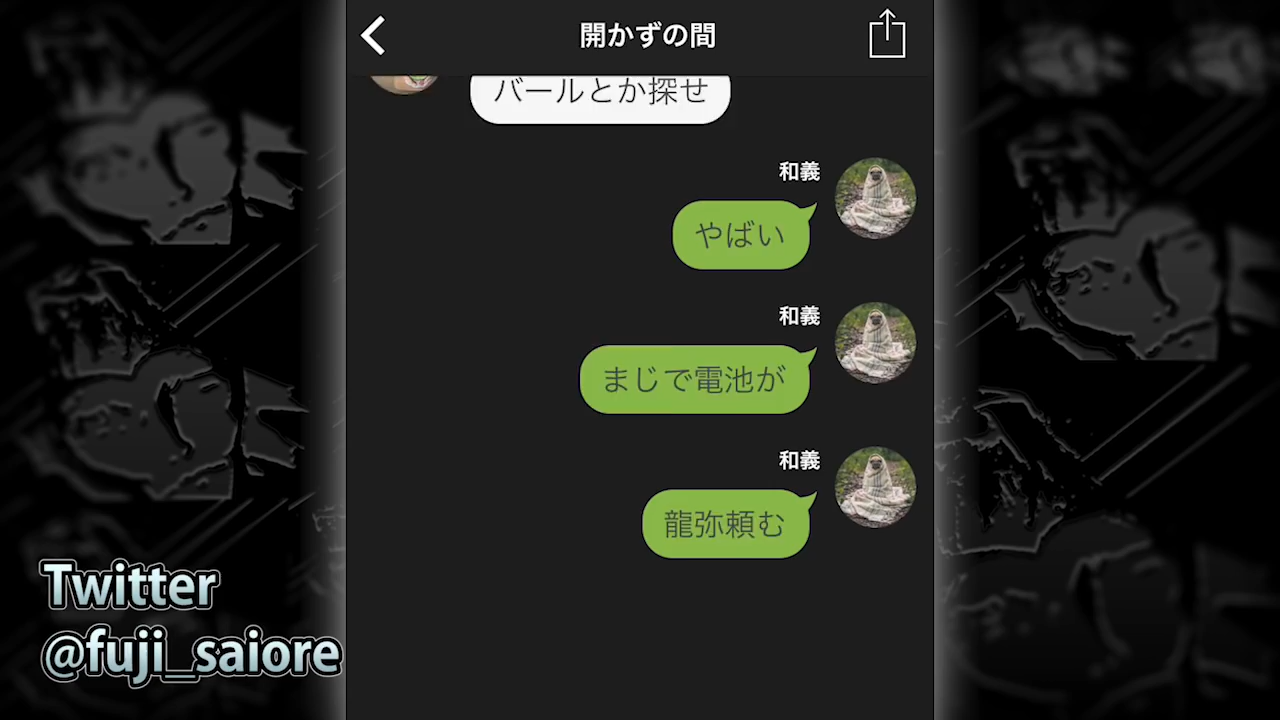 開かずの間
バールとか探せ
和義
やばい
和義
まじで電池が
和義
龍弥頼む
Twitter
@fuji_saiore